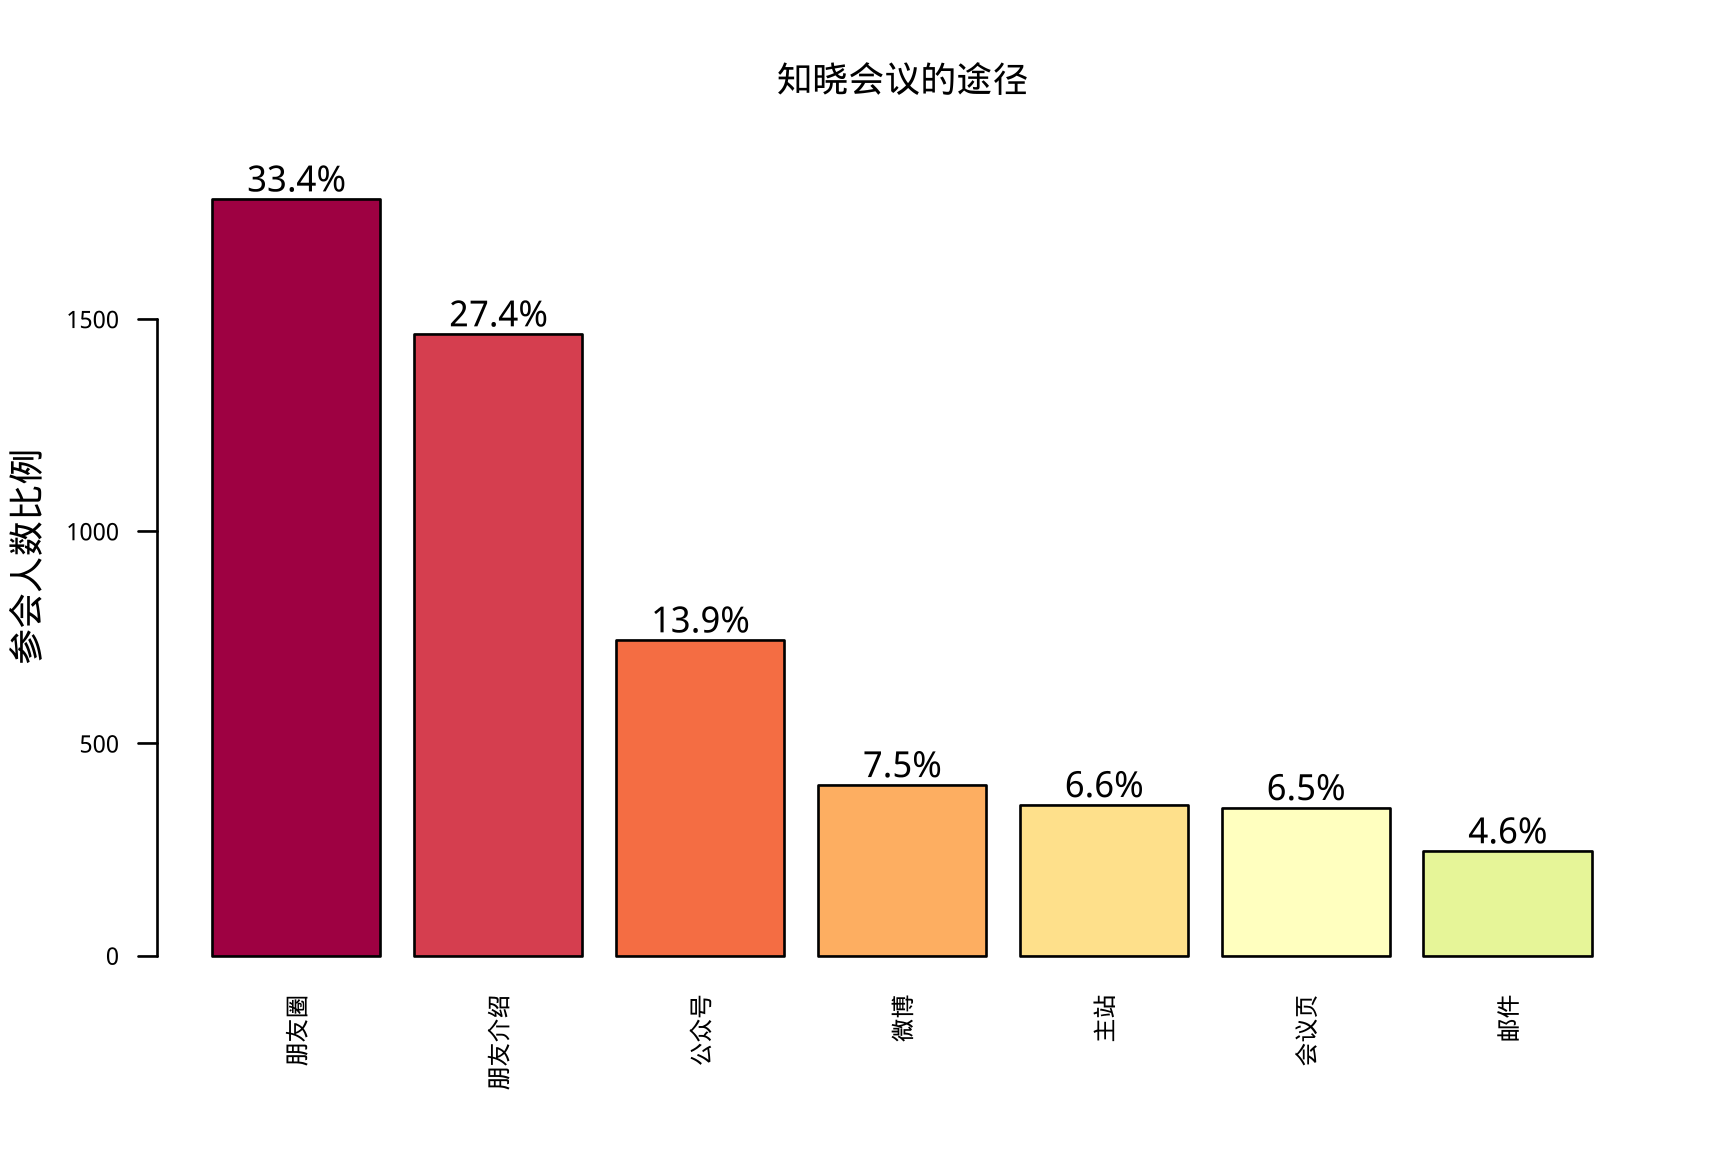 知晓会议的途径
33.4%
27.4%
13.9%
7.5%
6.6%
6.5%
4.6%
参会人数比例
1500
1000
500
0
朋友圈
朋友介绍
公众号
微博
主站
会议页
邮件